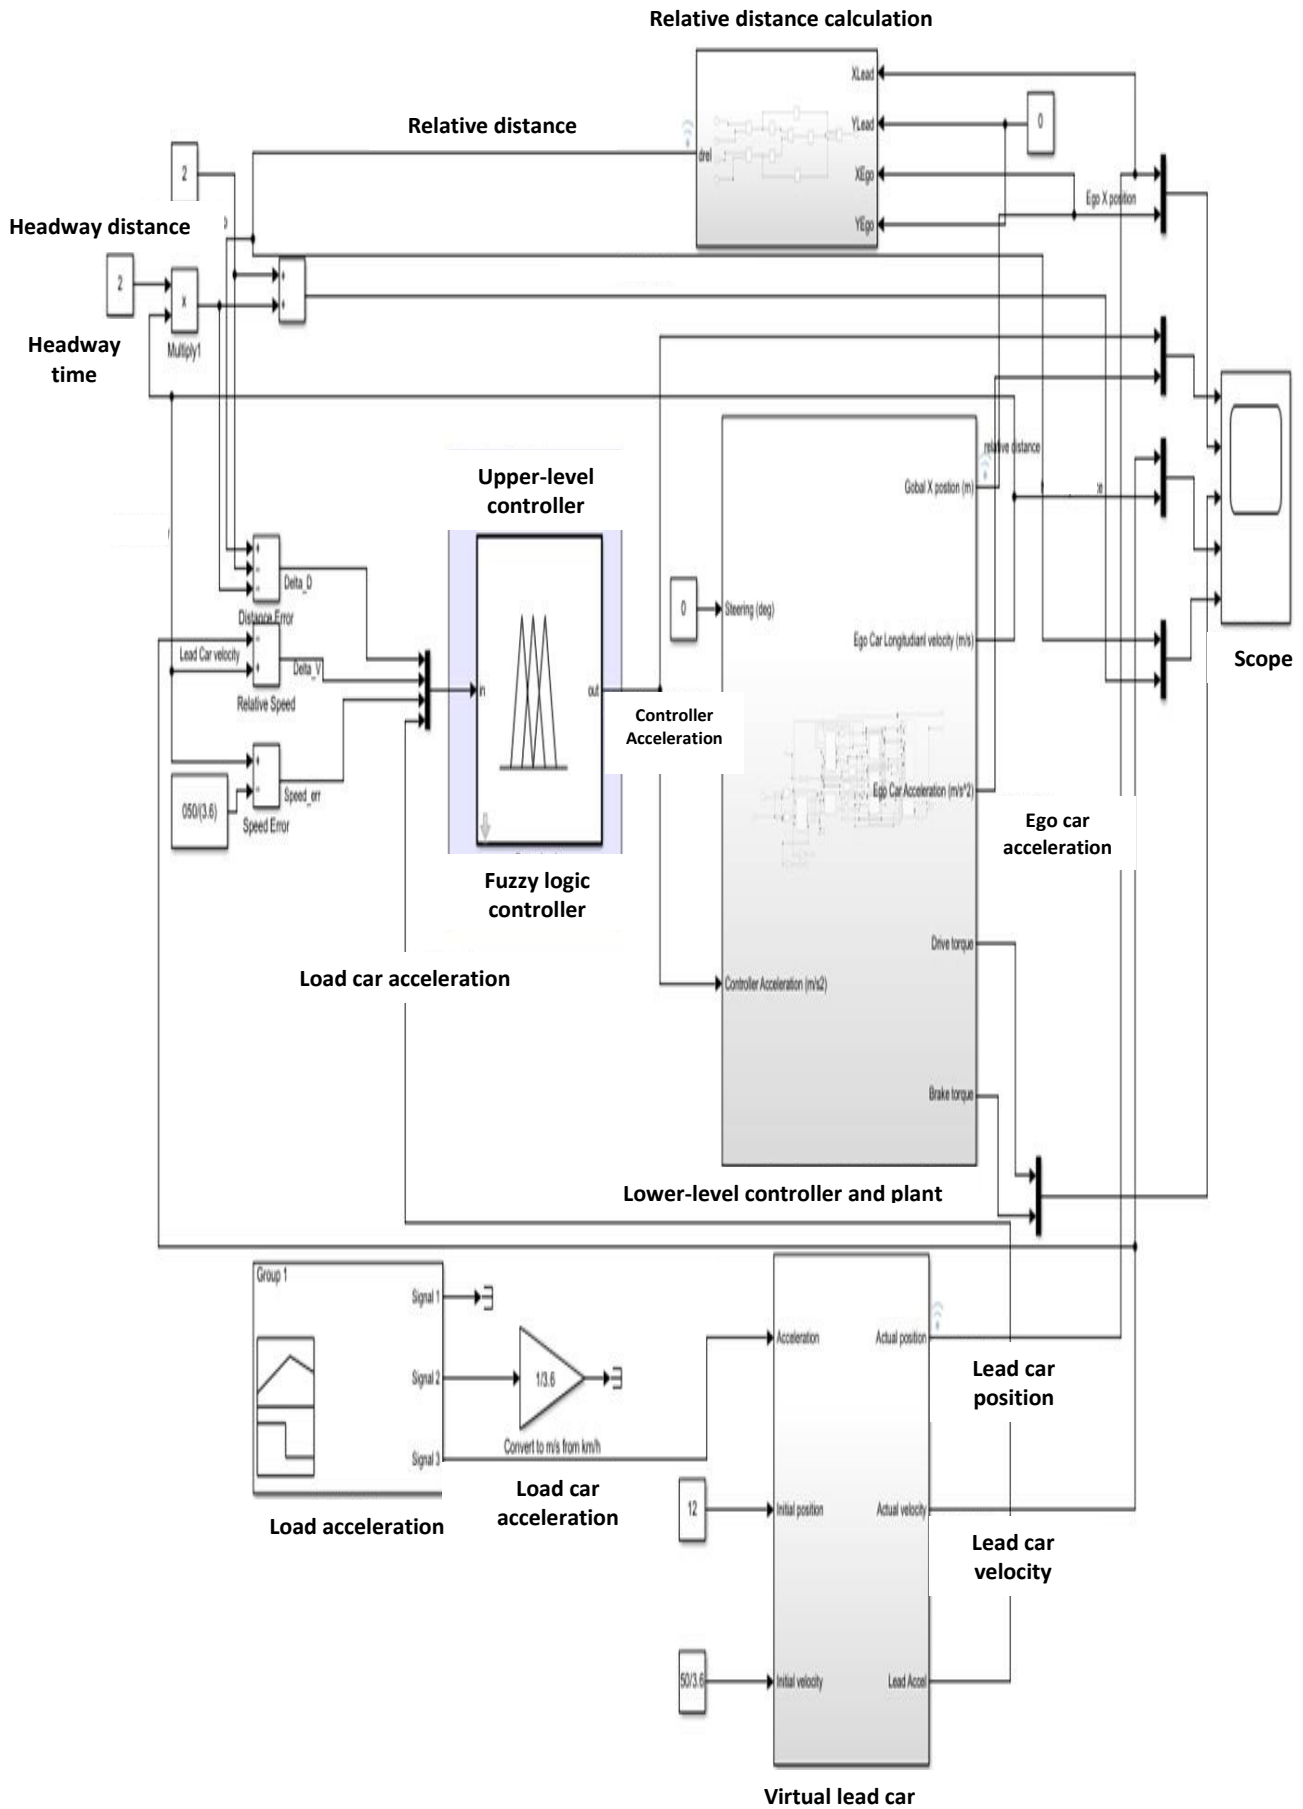 Relative distance calculation
XLead
YLead
XEgo
YEgo
drel
0
Relative distance
2
Headway distance
2
x
Multiply1
Headway
time
Ego X position
+
+
relative distance
Gobal X postion (m)
Upper-level
controller
+
-
-
Delta_D
Distance Error
-
+
Lead Car velocity
Delta_V
Relative Speed
+
-
Speed_err
Speed Error
050/(3.6)
in
out
0
Steering (deg)
Ego Car Longitudianl velocity (m/s)
Scope
Controller
Acceleration
Ego Car Acceleration (m/s^2)
Ego car
acceleration
Fuzzy logic
controller
Drive torque
Load car acceleration
Controller Acceleration (m/s2)
Brake torque
Lower-level controller and plant
Group 1
Signal 1
Signal 2
Signal 3
1/3.6
Convert to m/s from km/h
Load car
acceleration
Load acceleration
Acceleration
Actual position
Lead car
position
12
Initial position
Actual velocity
Lead car
velocity
50/3.6
Initial velocity
Lead Accel
Virtual lead car